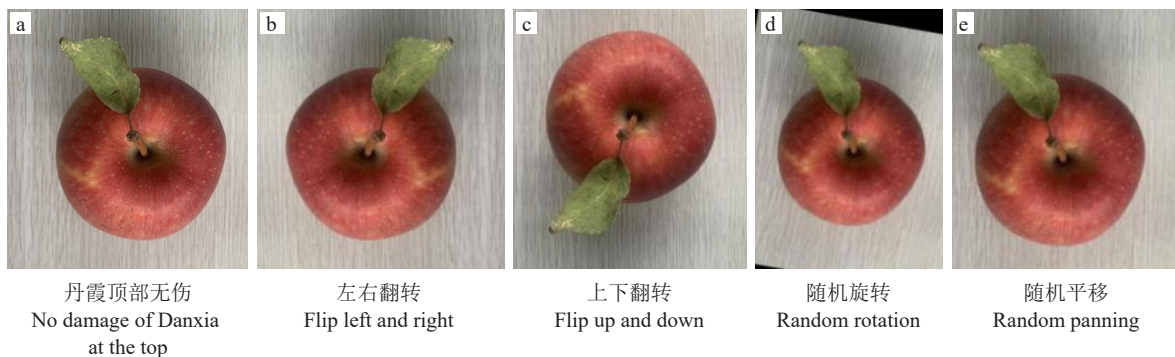 a
b
c
d
e
丹霞顶部无伤
No damage of Danxia
at the top
左右翻转
Flip left and right
上下翻转
Flip up and down
随机旋转
Random rotation
随机平移
Random panning